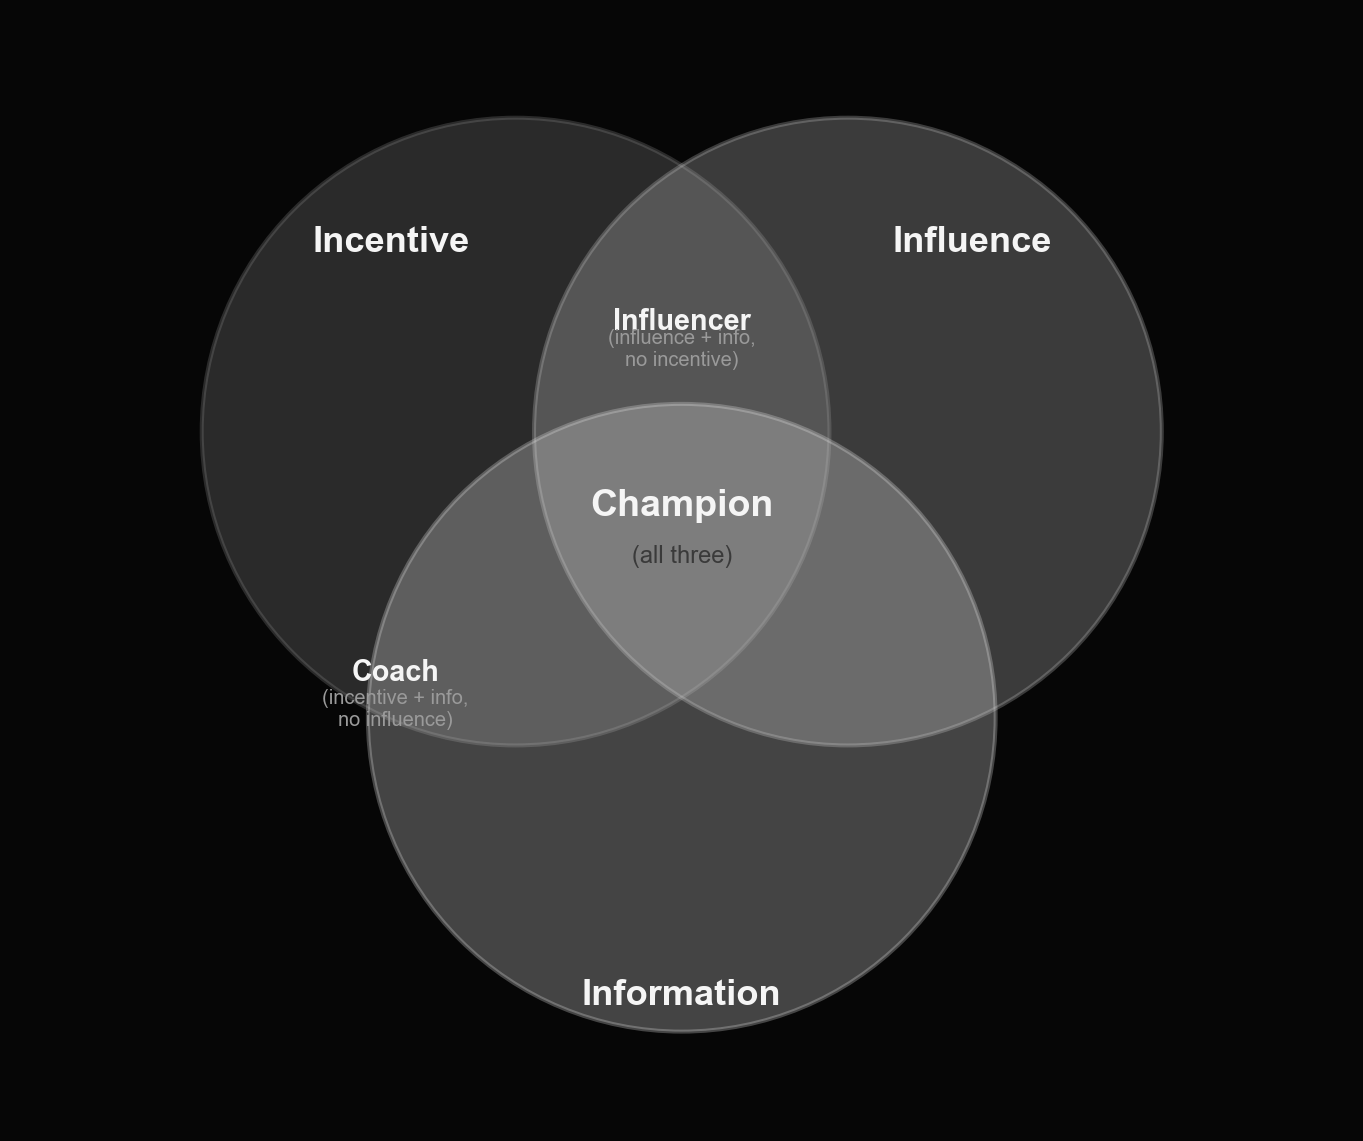 Incentive
Influence
Influencer
(influence + info,
no incentive)
Champion
(all three)
Coach
(incentive + info,
no influence)
Information